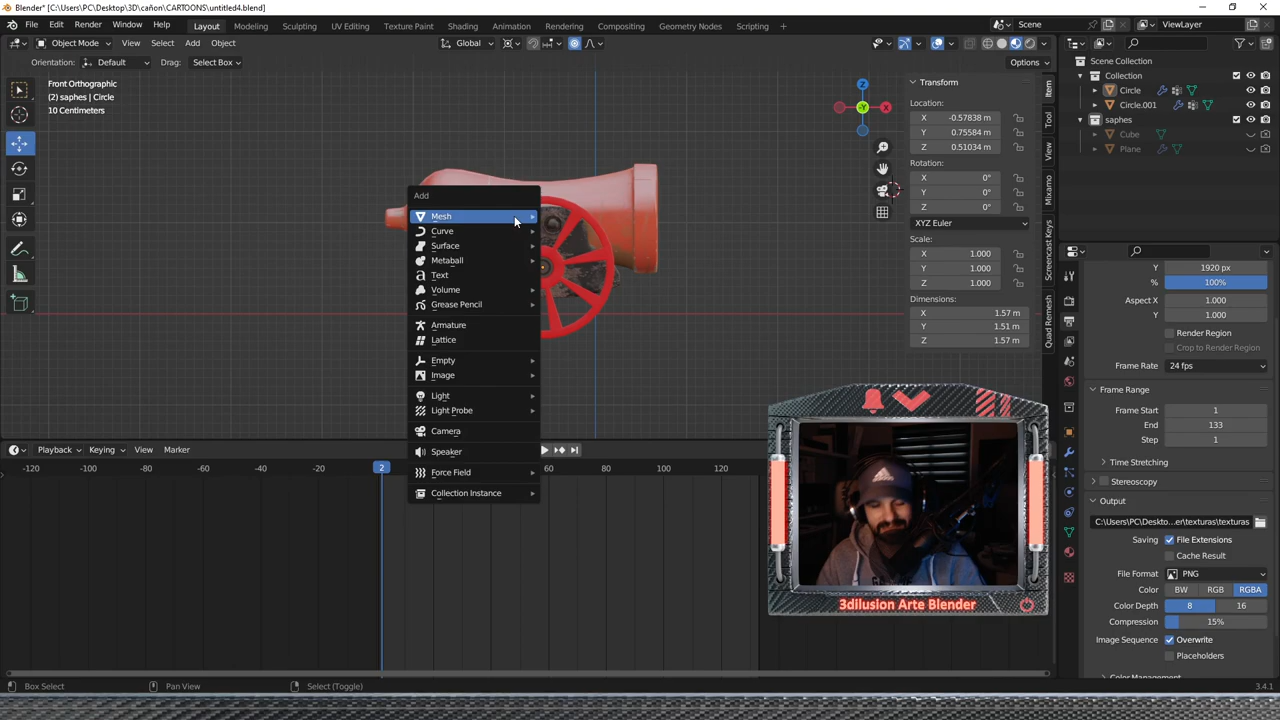 Blender* [C:\Users\PC\Desktop\3D\cañon\CARTOONS\untitled4.blend]
File Edit Render Window Help Layout Modeling Sculpting UV Editing Texture Paint Shading Animation Rendering Compositing Geometry Nodes Scripting + Scene ViewLayer
Object Mode View Select Add Object Global
Orientation: Default Drag: Select Box Options
Front Orthographic
(2) saphes | Circle
10 Centimeters
Z
X
-Y
Add
Mesh
Curve
Surface
Metaball
Text
Volume
Grease Pencil
Armature
Lattice
Empty
Image
Light
Light Probe
Camera
Speaker
Force Field
Collection Instance
Transform
Location:
X -0.57838 m
Y 0.75584 m
Z 0.51034 m
Rotation:
X 0°
Y 0°
Z 0°
XYZ Euler
Scale:
X 1.000
Y 1.000
Z 1.000
Dimensions:
X 1.57 m
Y 1.51 m
Z 1.57 m
Item
Tool
View
Mixamo
Screencast Keys
Quad Remesh
Scene Collection
Collection
Circle
Circle.001
saphes
Cube
Plane
Y 1920 px
% 100%
Aspect X 1.000
Y 1.000
Render Region
Crop to Render Region
Frame Rate 24 fps
Frame Range
Frame Start 1
End 133
Step 1
Time Stretching
Stereoscopy
Output
C:\Users\PC\Deskto...er\texturas\texturas
Saving File Extensions
Cache Result
File Format PNG
Color BW RGB RGBA
Color Depth 8 16
Compression 15%
Image Sequence Overwrite
Placeholders
Playback Keying View Marker
-120 -100 -80 -60 -40 -20 2 60 80 100 120
3dilusion Arte Blender
Box Select Pan View Select (Toggle) 3.4.1